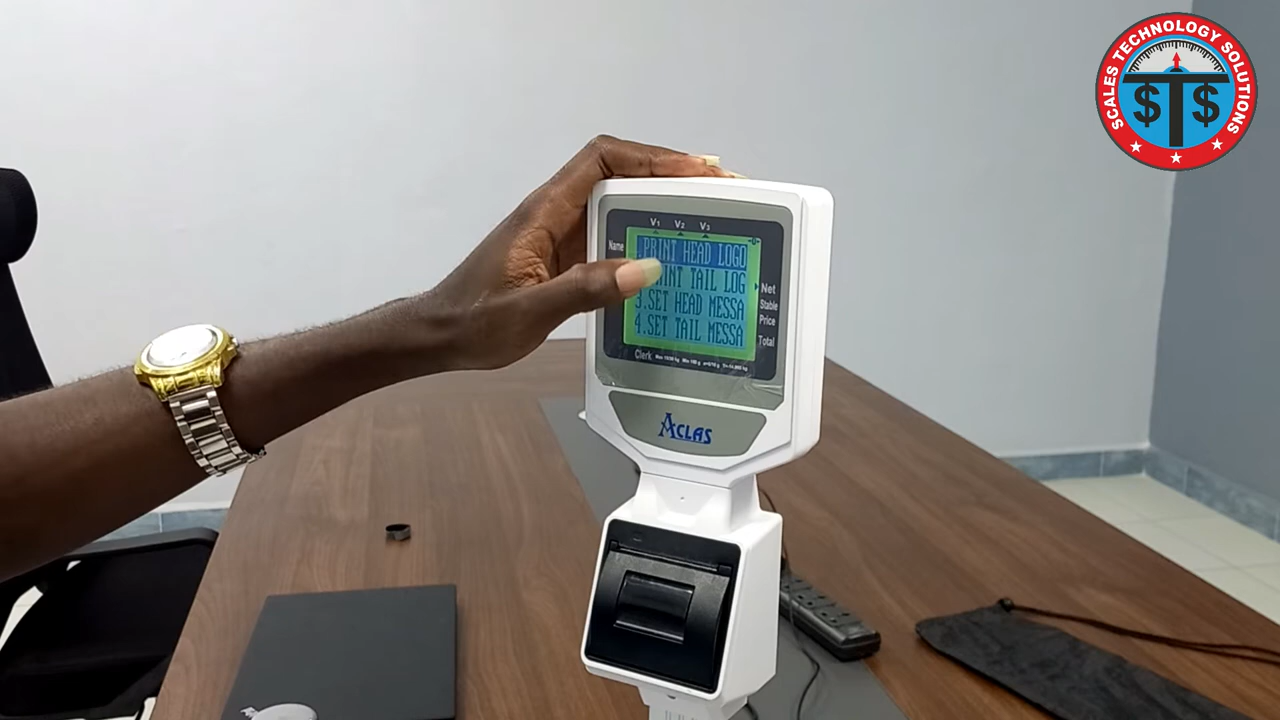 SCALES TECHNOLOGY SOLUTIONS
$T$
V1 V2 V3
Name
PRINT HEAD LOGO
INT TAIL LOG
3.SET HEAD MESSA
4.SET TAIL MESSA
Net
Stable
Price
Total
Clerk
ACLAS